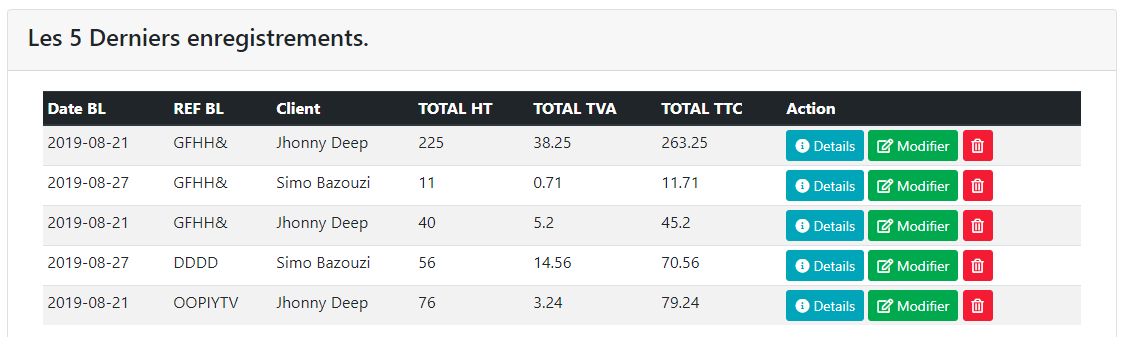 Les 5 Derniers enregistrements.
Date BL REF BL Client TOTAL HT TOTAL TVA TOTAL TTC Action
2019-08-21 GFHH& Jhonny Deep 225 38.25 263.25 Details Modifier
2019-08-27 GFHH& Simo Bazouzi 11 0.71 11.71 Details Modifier
2019-08-21 GFHH& Jhonny Deep 40 5.2 45.2 Details Modifier
2019-08-27 DDDD Simo Bazouzi 56 14.56 70.56 Details Modifier
2019-08-21 OOPIYTV Jhonny Deep 76 3.24 79.24 Details Modifier